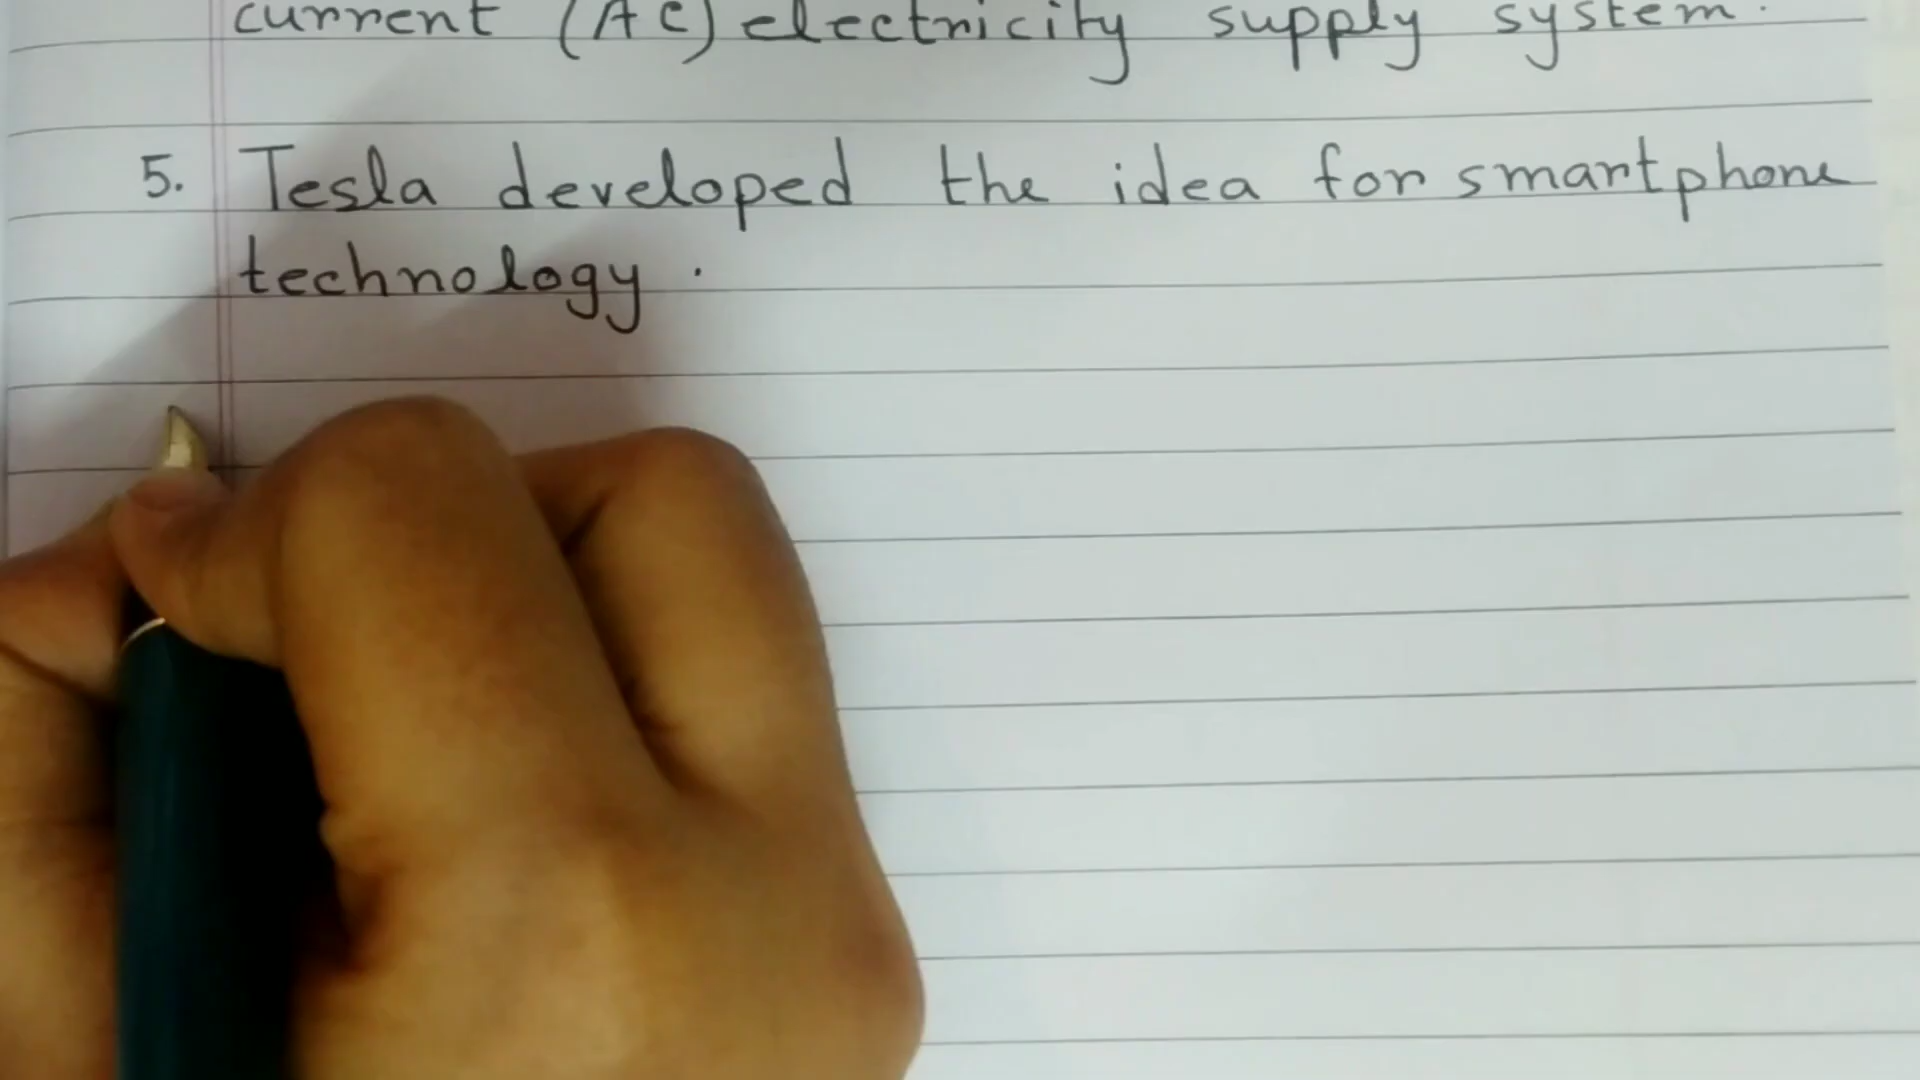 current (AC) electricity supply system.
5. Tesla developed the idea for smartphone
technology.